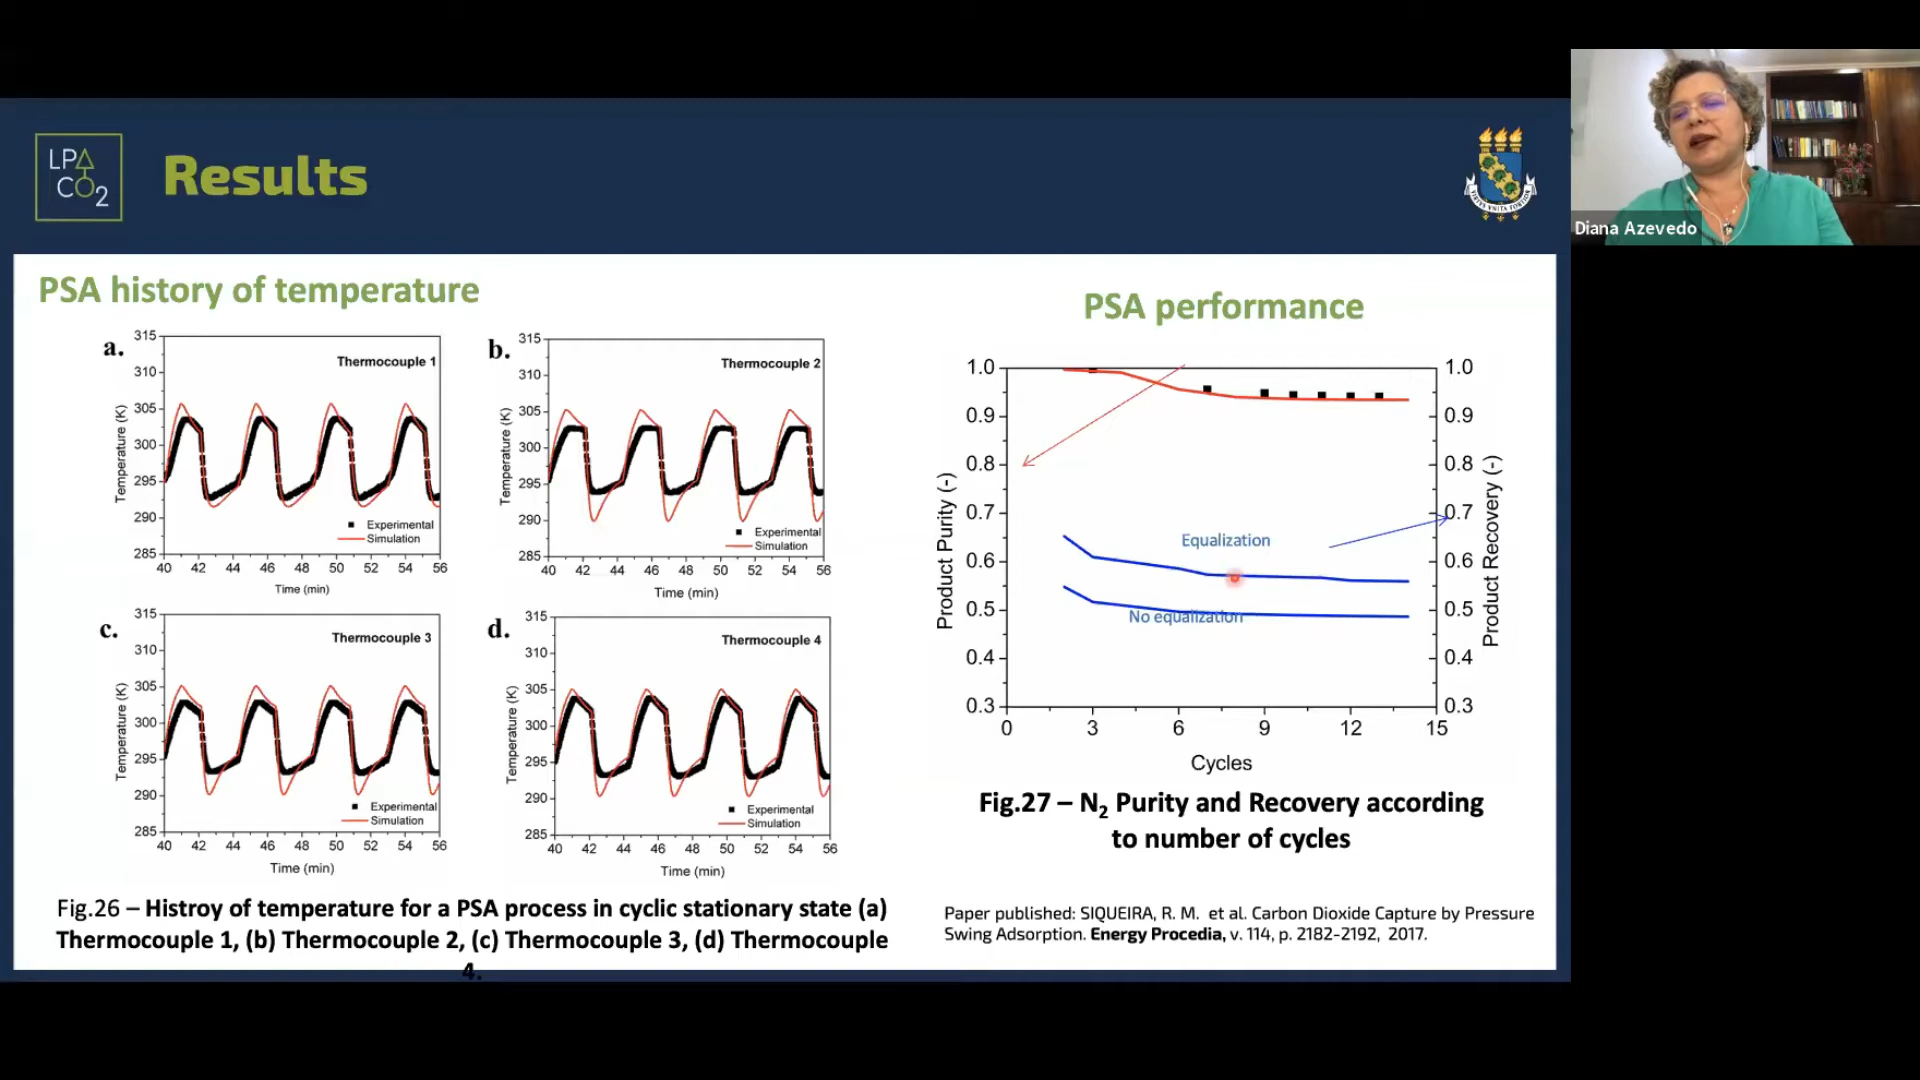 LPA
CO2
Results
VIRTUS UNITA FORTIOR
Diana Azevedo
PSA history of temperature
a.
Thermocouple 1
Temperature (K)
315
310
305
300
295
290
285
Experimental
Simulation
40 42 44 46 48 50 52 54 56
Time (min)
b.
Thermocouple 2
Temperature (K)
315
310
305
300
295
290
285
Experimental
Simulation
40 42 44 46 48 50 52 54 56
Time (min)
c.
Thermocouple 3
Temperature (K)
315
310
305
300
295
290
285
Experimental
Simulation
40 42 44 46 48 50 52 54 56
Time (min)
d.
Thermocouple 4
Temperature (K)
315
310
305
300
295
290
285
Experimental
Simulation
40 42 44 46 48 50 52 54 56
Time (min)
Fig.26 – Histroy of temperature for a PSA process in cyclic stationary state (a)
Thermocouple 1, (b) Thermocouple 2, (c) Thermocouple 3, (d) Thermocouple
4.
PSA performance
Product Purity (-)
1.0
0.9
0.8
0.7
0.6
0.5
0.4
0.3
Equalization
No equalization
1.0
0.9
0.8
0.7
0.6
0.5
0.4
0.3
Product Recovery (-)
0 3 6 9 12 15
Cycles
Fig.27 – N2 Purity and Recovery according
to number of cycles
Paper published: SIQUEIRA, R. M. et al. Carbon Dioxide Capture by Pressure
Swing Adsorption. Energy Procedia, v. 114, p. 2182-2192, 2017.